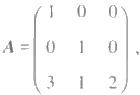 A = ( 1 0 0
0 1 0
3 1 2 ) ,